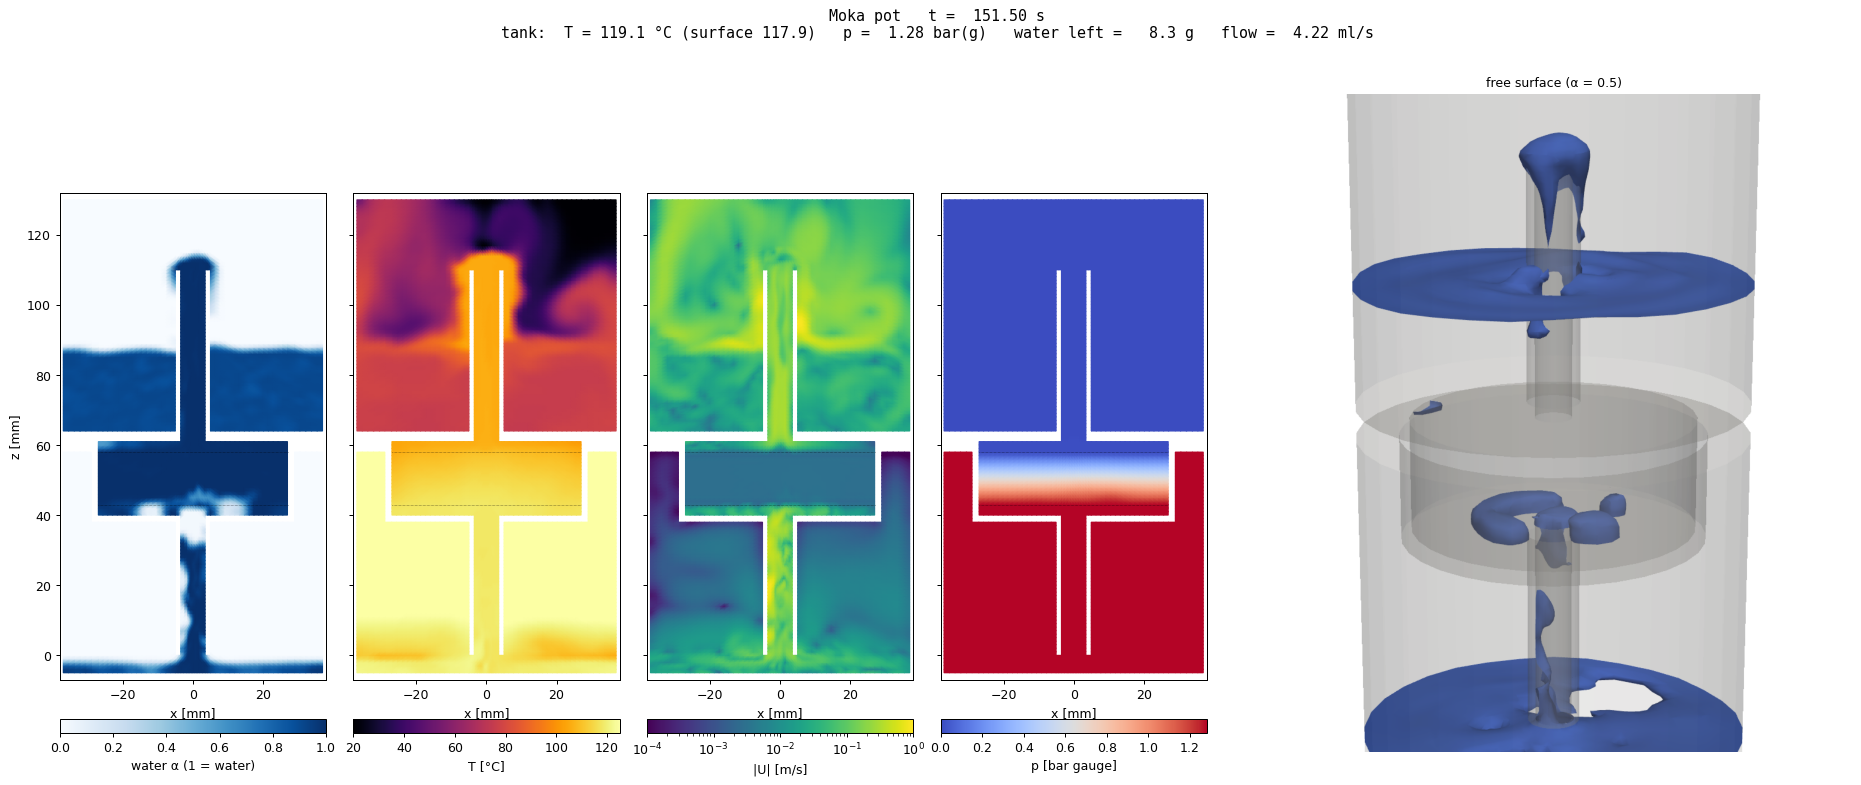 Moka pot   t =  151.50 s
tank:  T = 119.1 °C (surface 117.9)   p =  1.28 bar(g)   water left =   8.3 g   flow =  4.22 ml/s
free surface (α = 0.5)
z [mm]
120
100
80
60
40
20
0
−20 0 20
−20 0 20
−20 0 20
−20 0 20
x [mm]
x [mm]
x [mm]
x [mm]
0.0 0.2 0.4 0.6 0.8 1.0
20 40 60 80 100 120
10⁻⁴ 10⁻³ 10⁻² 10⁻¹ 10⁰
0.0 0.2 0.4 0.6 0.8 1.0 1.2
water α (1 = water)
T [°C]
|U| [m/s]
p [bar gauge]